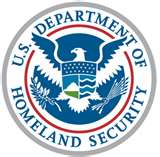 U.S. DEPARTMENT OF
HOMELAND SECURITY